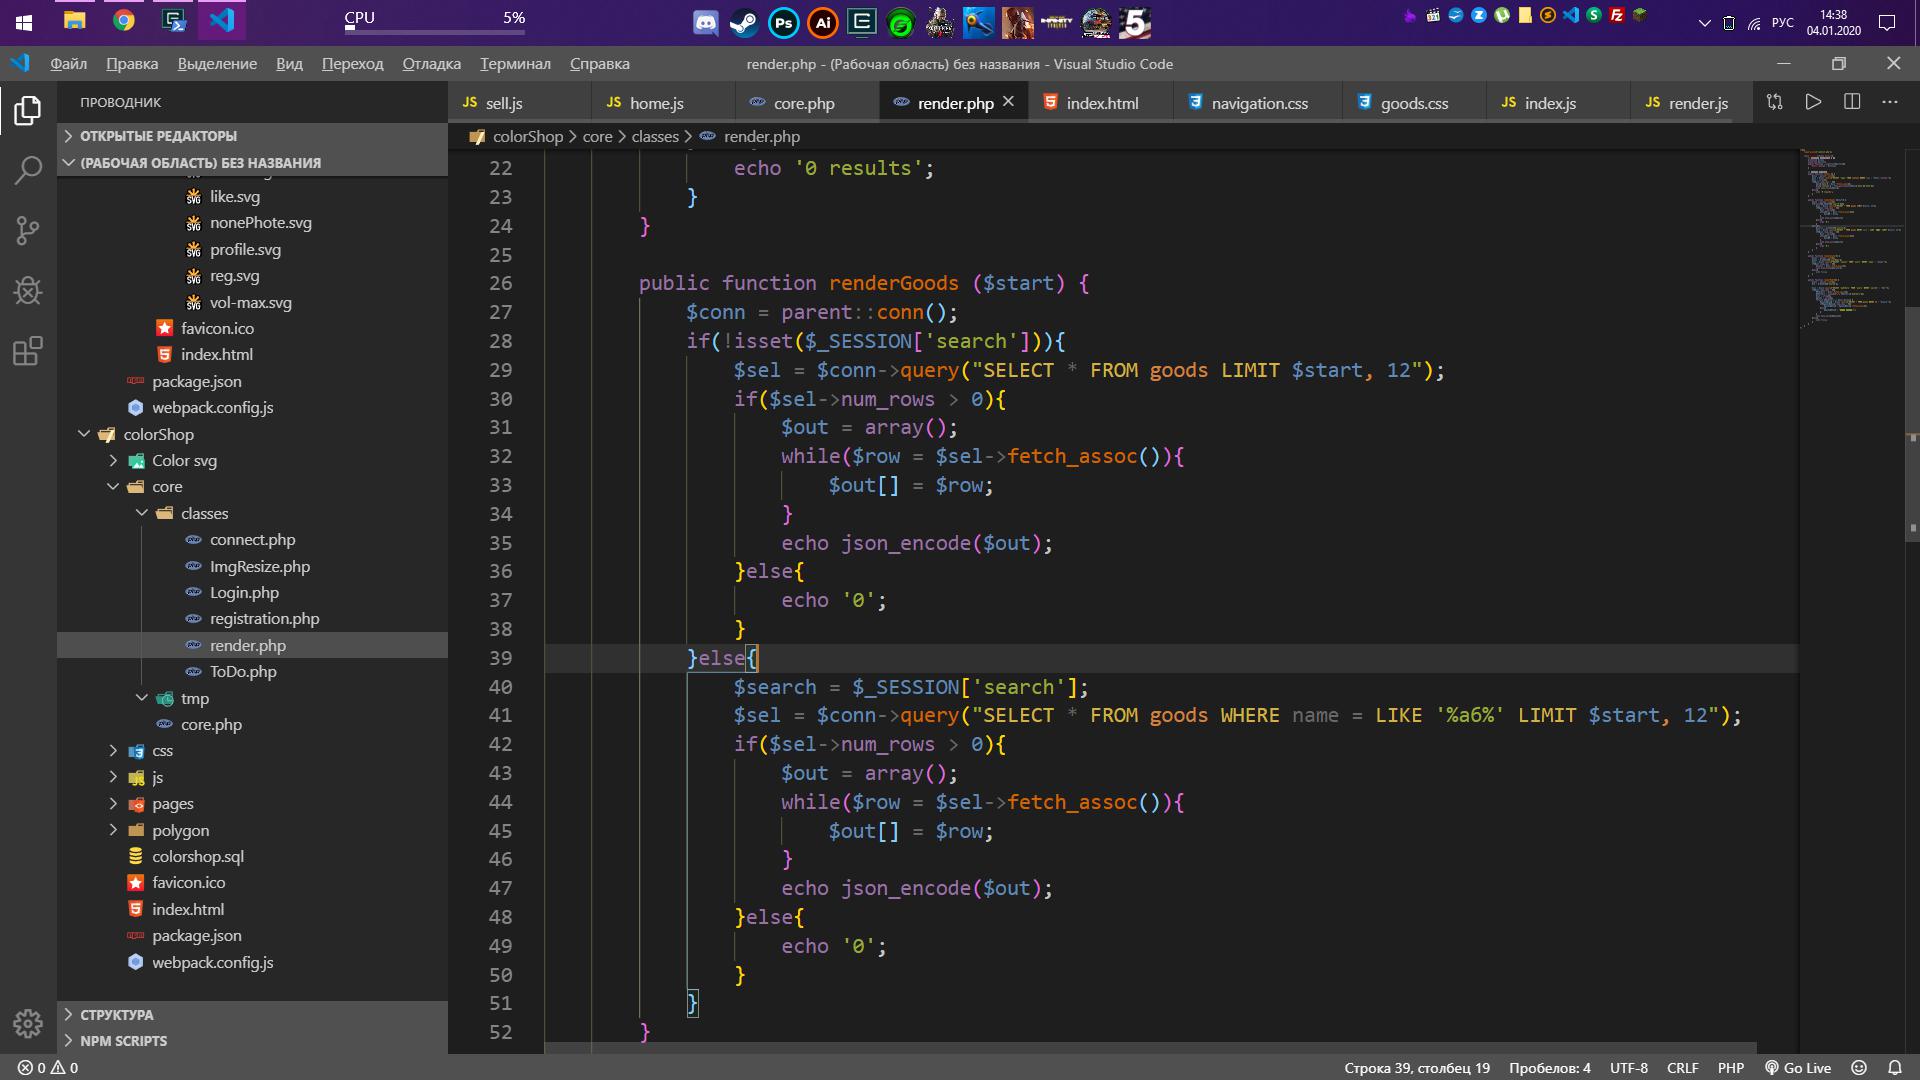 CPU 5%
Ps
Ai
5
РУС
14:38
04.01.2020
Файл Правка Выделение Вид Переход Отладка Терминал Справка
render.php - (Рабочая область) без названия - Visual Studio Code
ПРОВОДНИК
ОТКРЫТЫЕ РЕДАКТОРЫ
(РАБОЧАЯ ОБЛАСТЬ) БЕЗ НАЗВАНИЯ
like.svg
nonePhote.svg
profile.svg
reg.svg
vol-max.svg
favicon.ico
index.html
package.json
webpack.config.js
colorShop
Color svg
core
classes
connect.php
ImgResize.php
Login.php
registration.php
render.php
ToDo.php
tmp
core.php
css
js
pages
polygon
colorshop.sql
favicon.ico
index.html
package.json
webpack.config.js
СТРУКТУРА
NPM SCRIPTS
JS sell.js JS home.js core.php render.php index.html navigation.css goods.css JS index.js JS render.js
colorShop > core > classes > render.php
22 echo '0 results';
23 }
24 }
25
26 public function renderGoods ($start) {
27 $conn = parent::conn();
28 if(!isset($_SESSION['search'])){
29 $sel = $conn->query("SELECT * FROM goods LIMIT $start, 12");
30 if($sel->num_rows > 0){
31 $out = array();
32 while($row = $sel->fetch_assoc()){
33 $out[] = $row;
34 }
35 echo json_encode($out);
36 }else{
37 echo '0';
38 }
39 }else{
40 $search = $_SESSION['search'];
41 $sel = $conn->query("SELECT * FROM goods WHERE name = LIKE '%a6%' LIMIT $start, 12");
42 if($sel->num_rows > 0){
43 $out = array();
44 while($row = $sel->fetch_assoc()){
45 $out[] = $row;
46 }
47 echo json_encode($out);
48 }else{
49 echo '0';
50 }
51 }
52 }
0 0
Строка 39, столбец 19 Пробелов: 4 UTF-8 CRLF PHP Go Live